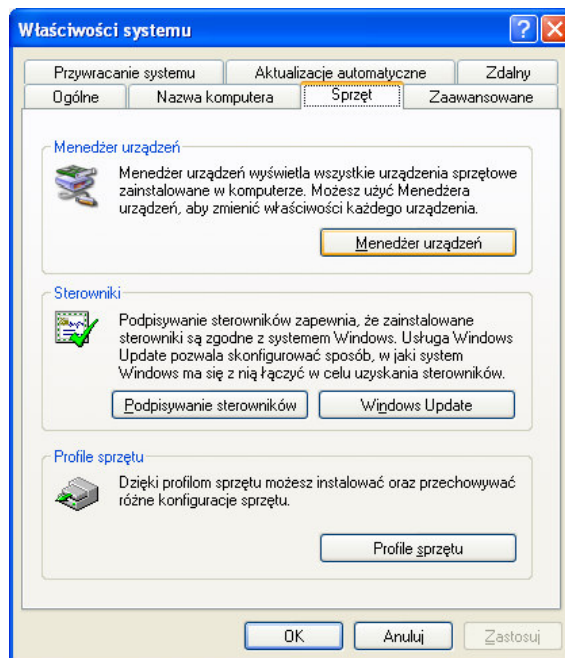 Właściwości systemu
Przywracanie systemu Aktualizacje automatyczne Zdalny
Ogólne Nazwa komputera Sprzęt Zaawansowane
Menedżer urządzeń
Menedżer urządzeń wyświetla wszystkie urządzenia sprzętowe
zainstalowane w komputerze. Możesz użyć Menedżera
urządzeń, aby zmienić właściwości każdego urządzenia.
Menedżer urządzeń
Sterowniki
Podpisywanie sterowników zapewnia, że zainstalowane
sterowniki są zgodne z systemem Windows. Usługa Windows
Update pozwala skonfigurować sposób, w jaki system
Windows ma się z nią łączyć w celu uzyskania sterowników.
Podpisywanie sterowników Windows Update
Profile sprzętu
Dzięki profilom sprzętu możesz instalować oraz przechowywać
różne konfiguracje sprzętu.
Profile sprzętu
OK Anuluj Zastosuj